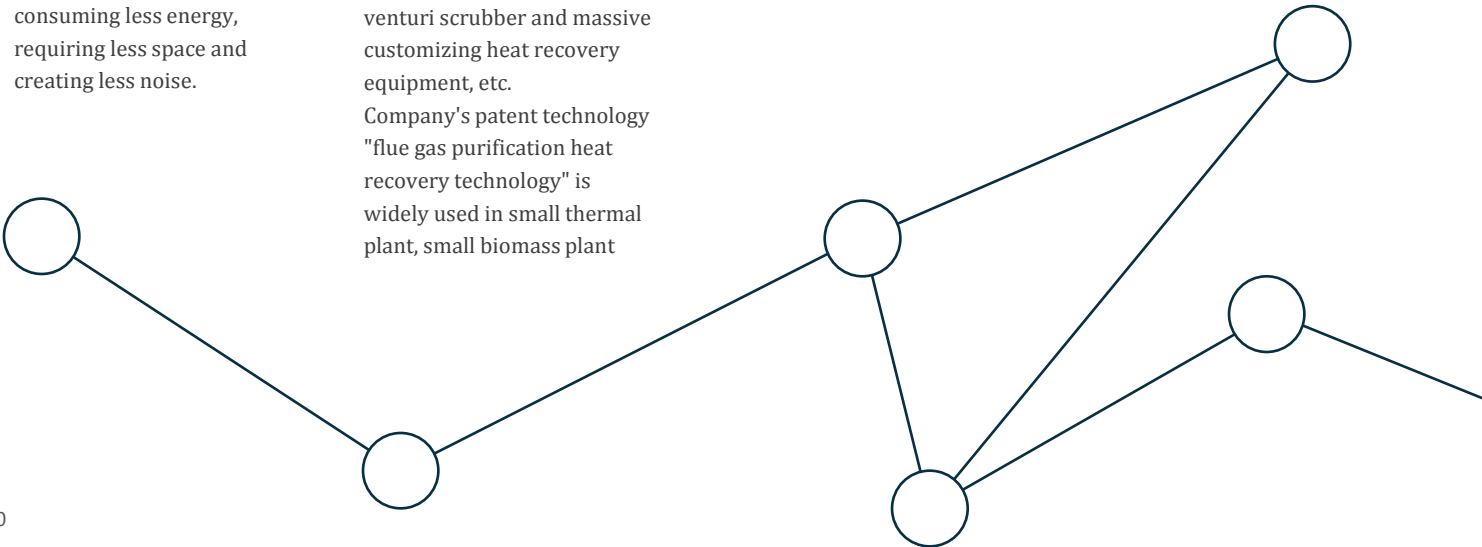 consuming less energy,
requiring less space and
creating less noise.
venturi scrubber and massive
customizing heat recovery
equipment, etc.
Company's patent technology
"flue gas purification heat
recovery technology" is
widely used in small thermal
plant, small biomass plant
0